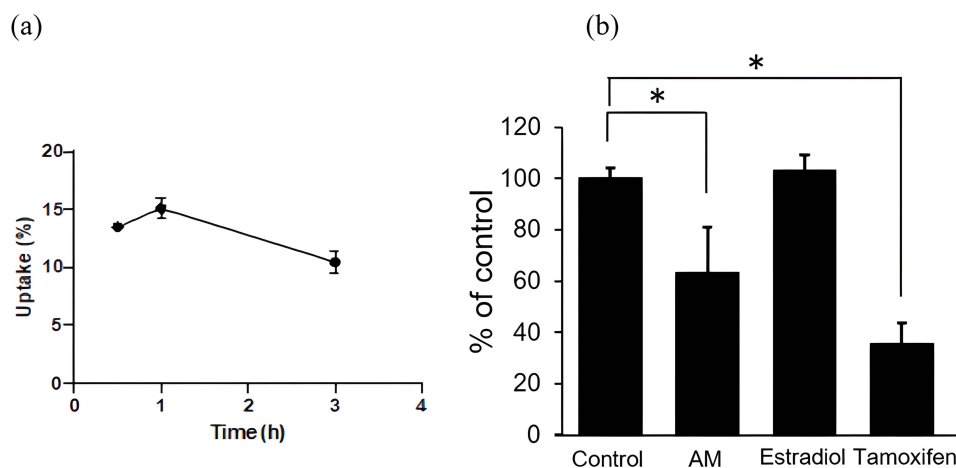 (a)
(b)
20
15
10
5
0
Uptake (%)
0 1 2 3 4
Time (h)
*
*
120
100
80
60
40
20
0
% of control
Control AM Estradiol Tamoxifen